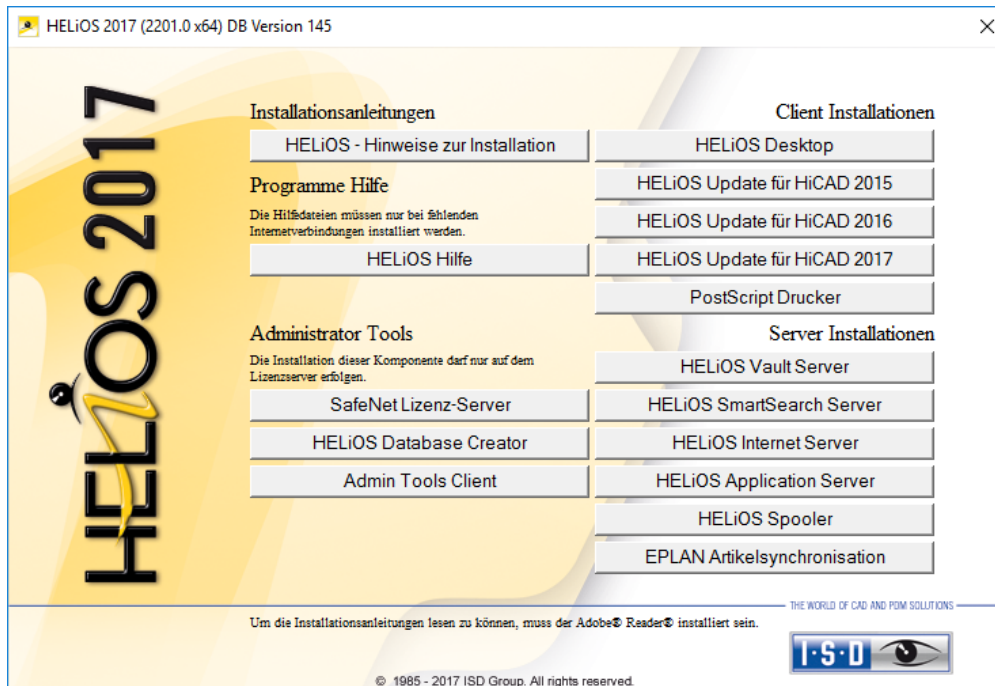 HELiOS 2017 (2201.0 x64) DB Version 145
HELiOS 2017
Installationsanleitungen
HELiOS - Hinweise zur Installation
Programme Hilfe
Die Hilfedateien müssen nur bei fehlenden
Internetverbindungen installiert werden.
HELiOS Hilfe
Administrator Tools
Die Installation dieser Komponente darf nur auf dem
Lizenzserver erfolgen.
SafeNet Lizenz-Server
HELiOS Database Creator
Admin Tools Client
Client Installationen
HELiOS Desktop
HELiOS Update für HiCAD 2015
HELiOS Update für HiCAD 2016
HELiOS Update für HiCAD 2017
PostScript Drucker
Server Installationen
HELiOS Vault Server
HELiOS SmartSearch Server
HELiOS Internet Server
HELiOS Application Server
HELiOS Spooler
EPLAN Artikelsynchronisation
THE WORLD OF CAD AND PDM SOLUTIONS
Um die Installationsanleitungen lesen zu können, muss der Adobe® Reader® installiert sein.
I·S·D
© 1985 - 2017 ISD Group. All rights reserved.